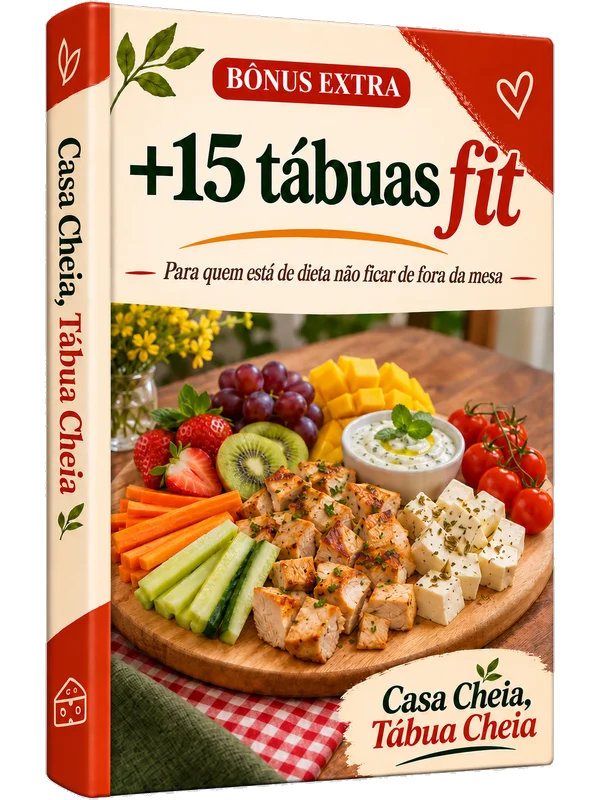 BÔNUS EXTRA
+15 tábuas fit
Para quem está de dieta não ficar de fora da mesa
Casa Cheia, Tábua Cheia
Casa Cheia,
Tábua Cheia